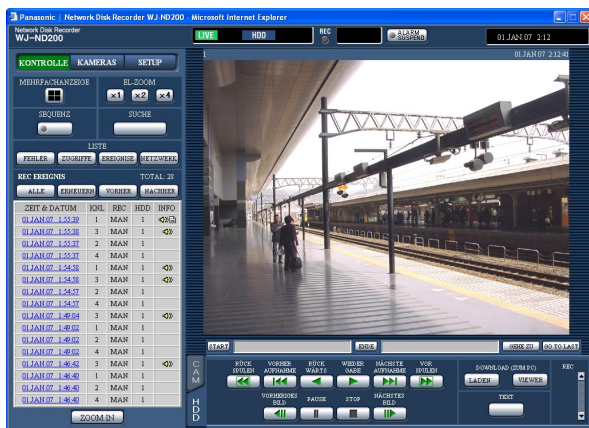 Panasonic | Network Disk Recorder WJ-ND200 - Microsoft Internet Explorer
Network Disk Recorder
WJ-ND200
LIVE HDD REC ALARM SUSPEND 01.JAN.07 2:12
KONTROLLE KAMERAS SETUP
1 01.JAN.07 2:12:41
MEHRFACHANZEIGE EL-ZOOM
x1 x2 x4
SEQUENZ SUCHE
LISTE
FEHLER ZUGRIFFE EREIGNISE NETZWERK
REC EREIGNIS TOTAL: 28
ALLE ERNEUERN VORHER NACHHER
ZEIT & DATUM KNL REC HDD INFO
01.JAN.07 1:55:39 1 MAN 1
01.JAN.07 1:55:38 3 MAN 1
01.JAN.07 1:55:37 2 MAN 1
01.JAN.07 1:55:37 4 MAN 1
01.JAN.07 1:54:58 1 MAN 1
01.JAN.07 1:54:58 3 MAN 1
01.JAN.07 1:54:57 2 MAN 1
01.JAN.07 1:54:57 4 MAN 1
01.JAN.07 1:49:04 3 MAN 1
01.JAN.07 1:49:02 1 MAN 1
01.JAN.07 1:49:02 2 MAN 1
01.JAN.07 1:49:02 4 MAN 1
01.JAN.07 1:46:42 3 MAN 1
01.JAN.07 1:46:40 1 MAN 1
01.JAN.07 1:46:40 2 MAN 1
01.JAN.07 1:46:40 4 MAN 1
ZOOM IN
START ENDE GEHE ZU GO TO LAST
CAM
HDD
RÜCK SPULEN
VORHER AUFNAHME
RÜCK WÄRTS
WIEDER GABE
NÄCHSTE AUFNAHME
VOR SPULEN
VORHERIGES BILD
PAUSE
STOP
NÄCHSTES BILD
DOWNLOAD (ZUM PC)
LADEN VIEWER
TEXT
REC